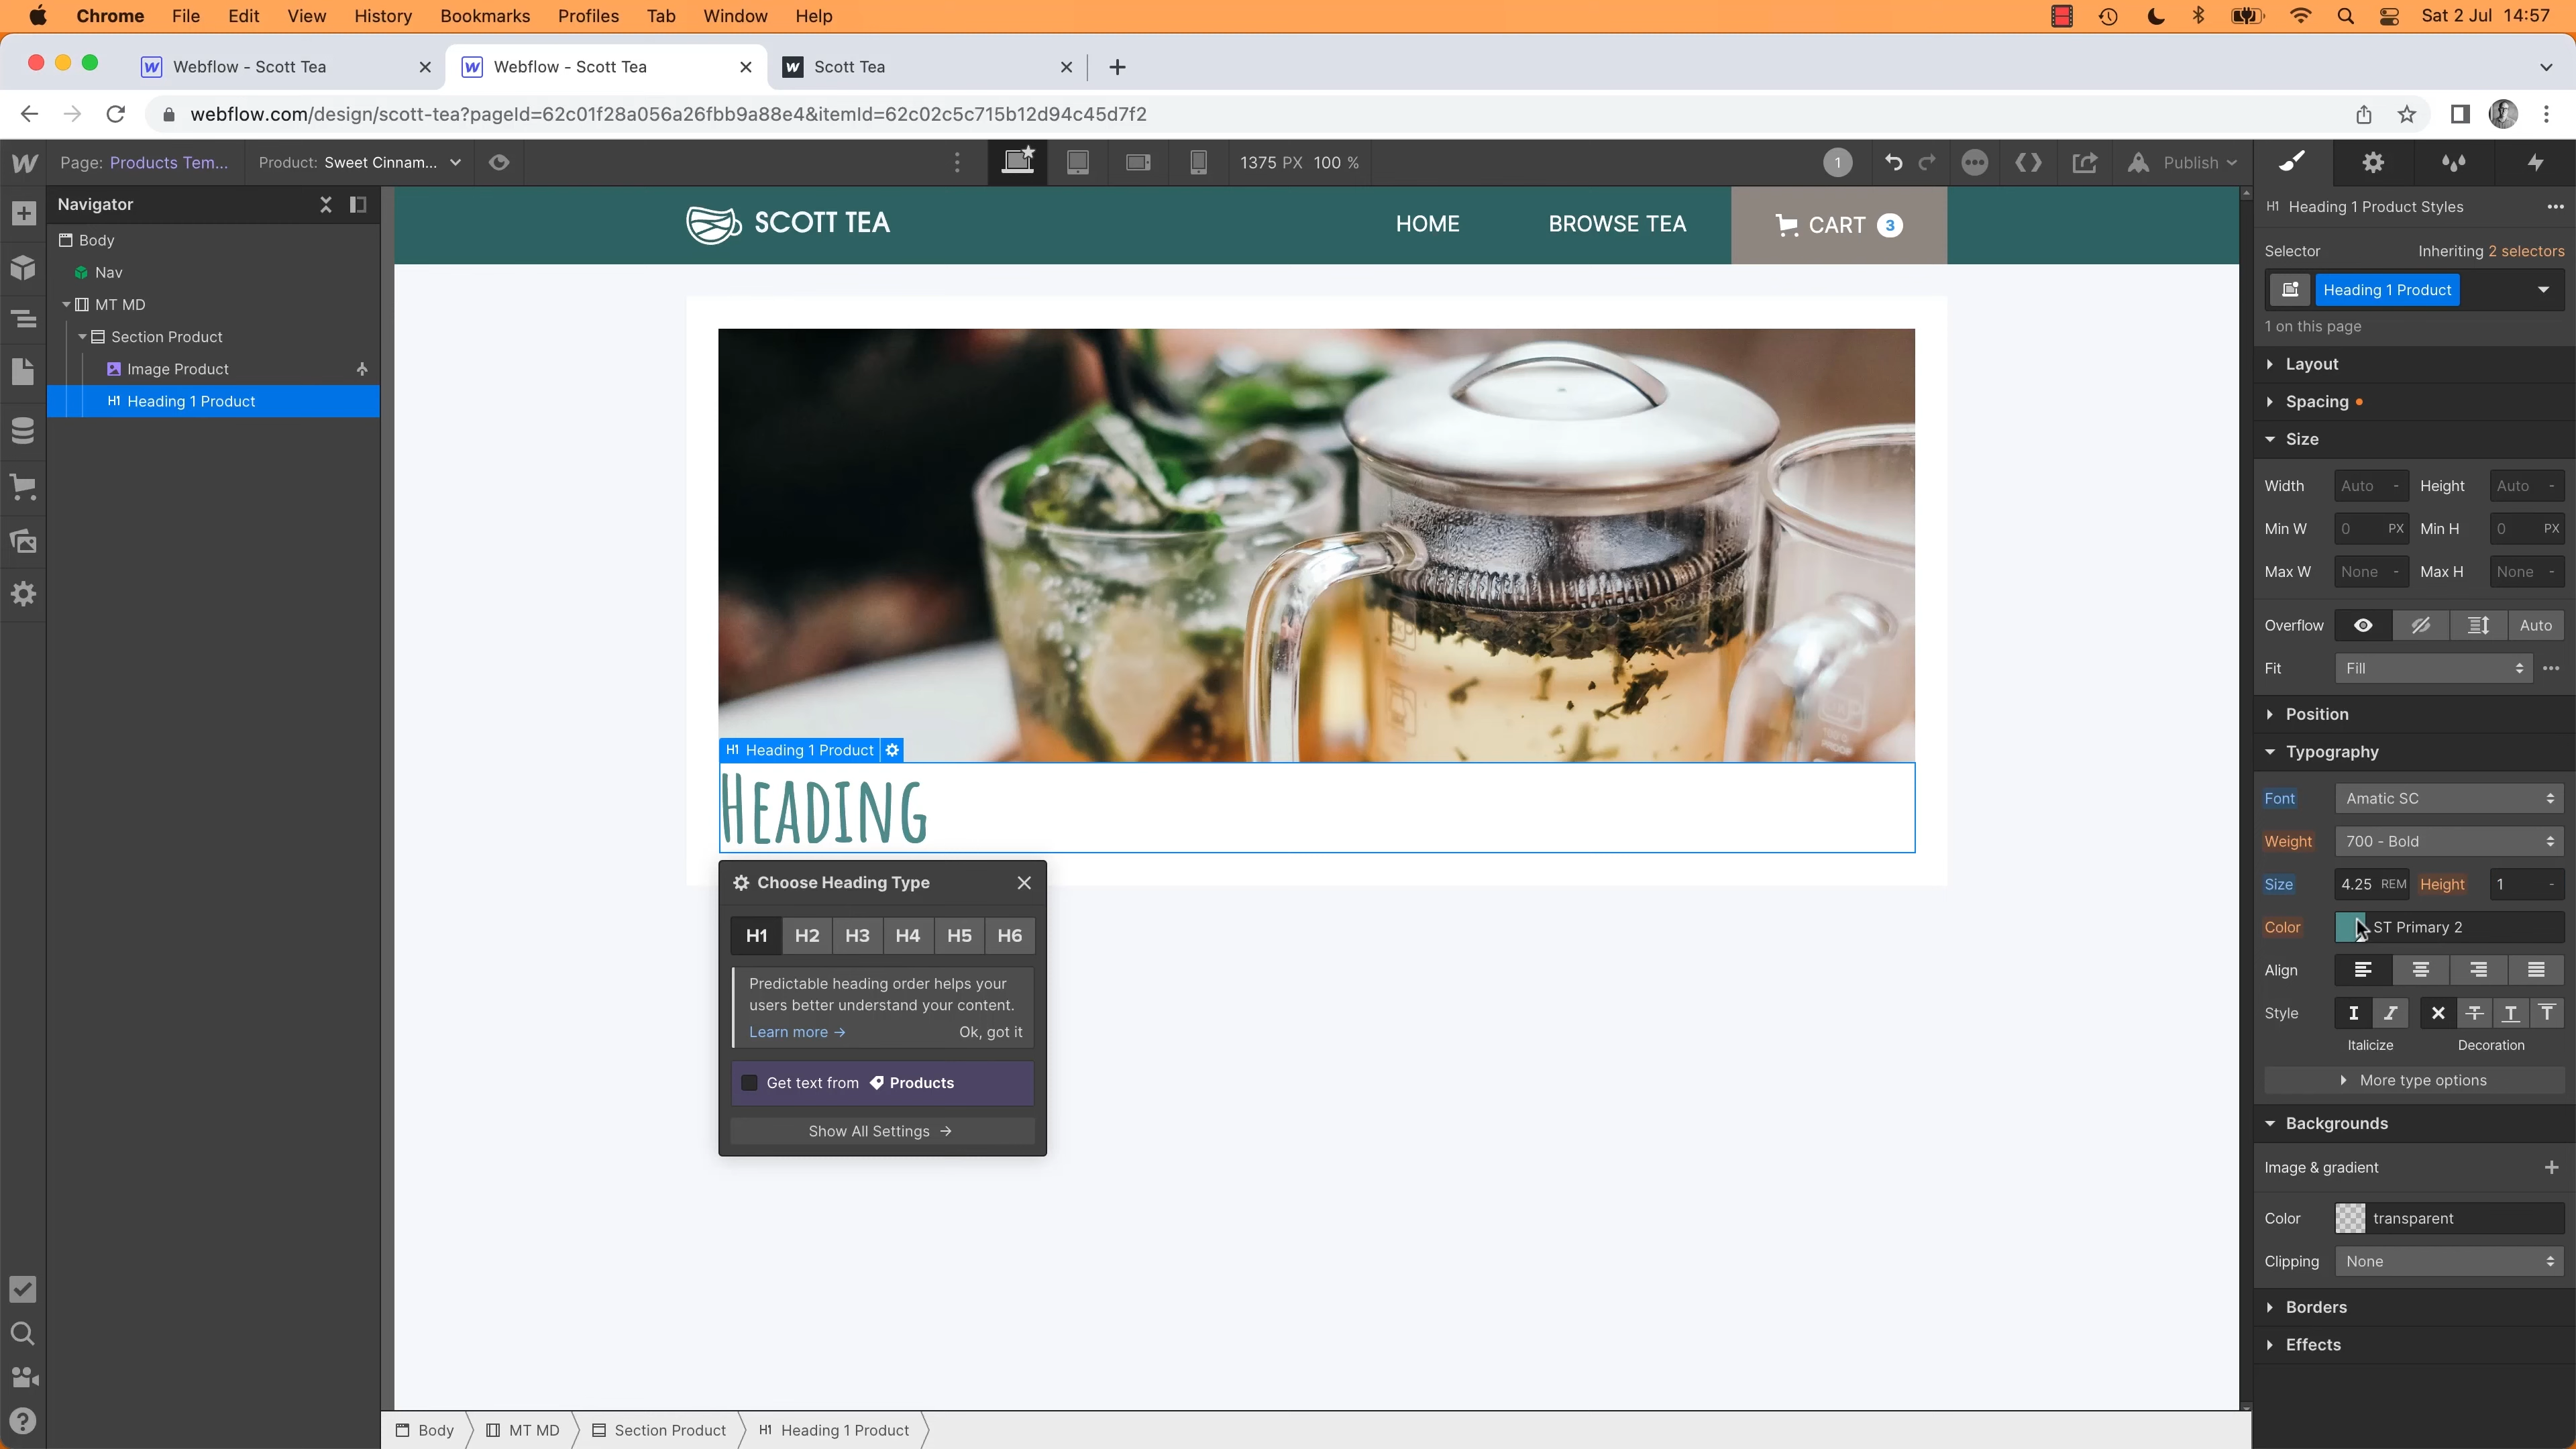 Chrome File Edit View History Bookmarks Profiles Tab Window Help Sat 2 Jul 14:57
Webflow - Scott Tea Webflow - Scott Tea Scott Tea
webflow.com/design/scott-tea?pageId=62c01f28a056a26fbb9a88e4&itemId=62c02c5c715b12d94c45d7f2
Page: Products Tem... Product: Sweet Cinnam... 1375 PX 100 % 1 Publish
Navigator
Body
Nav
MT MD
Section Product
Image Product
H1 Heading 1 Product
SCOTT TEA HOME BROWSE TEA CART 3
H1 Heading 1 Product
HEADING
Choose Heading Type
H1 H2 H3 H4 H5 H6
Predictable heading order helps your
users better understand your content.
Learn more → Ok, got it
Get text from Products
Show All Settings →
H1 Heading 1 Product Styles
Selector Inheriting 2 selectors
Heading 1 Product
1 on this page
Layout
Spacing
Size
Width Auto - Height Auto -
Min W 0 PX Min H 0 PX
Max W None - Max H None -
Overflow Auto
Fit Fill
Position
Typography
Font Amatic SC
Weight 700 - Bold
Size 4.25 REM Height 1 -
Color ST Primary 2
Align
Style
Italicize Decoration
More type options
Backgrounds
Image & gradient
Color transparent
Clipping None
Borders
Effects
Body MT MD Section Product H1 Heading 1 Product